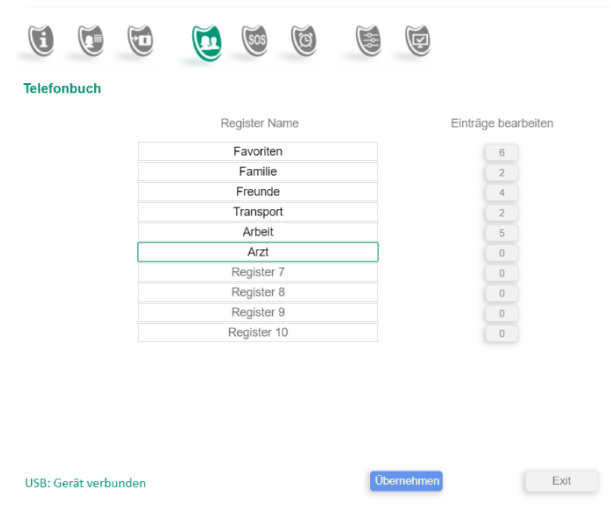 SOS
Telefonbuch
Register Name Einträge bearbeiten
Favoriten 6
Familie 2
Freunde 4
Transport 2
Arbeit 5
Arzt 0
Register 7 0
Register 8 0
Register 9 0
Register 10 0
USB: Gerät verbunden Übernehmen Exit